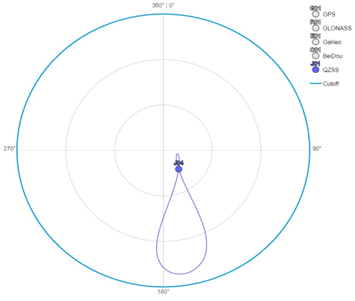 360° : 0°
GPS
GLONASS
Galileo
BeiDou
QZSS
Cutoff
270°
90°
180°